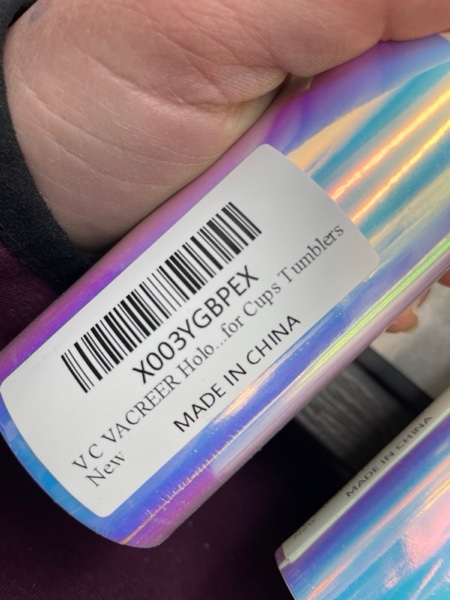 X003YGBPEX
V C VACREER Holo...for Cups Tumblers
New
MADE IN CHINA
MADE IN CHINA